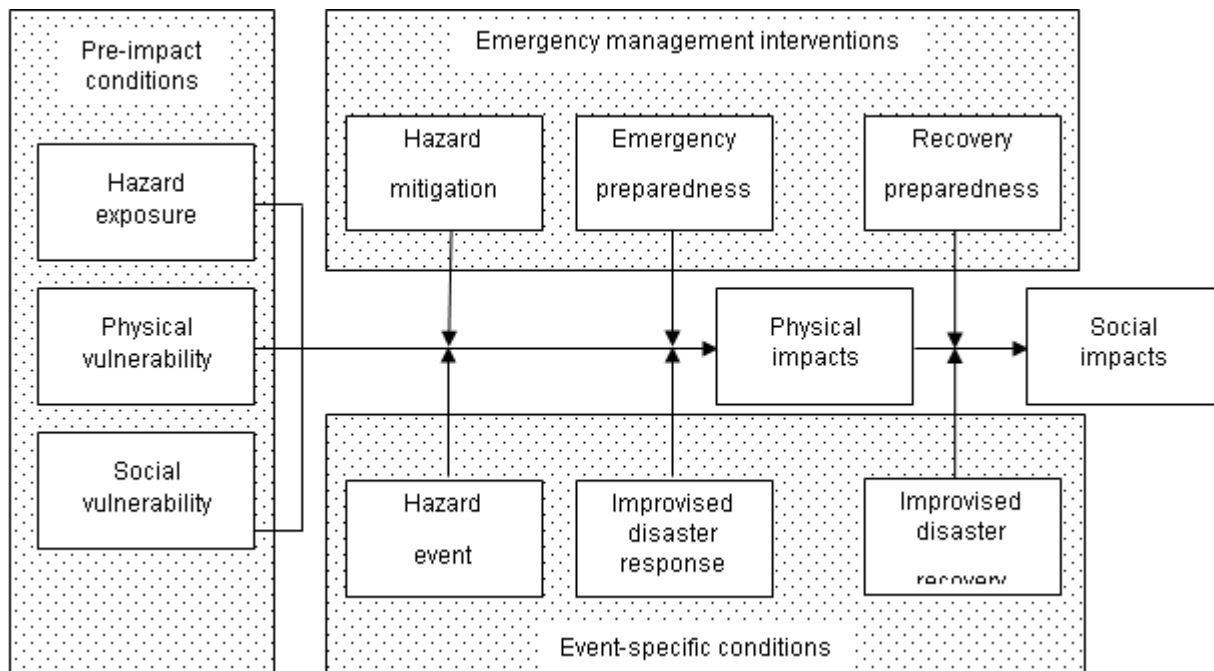 Pre-impact
conditions
Hazard
exposure
Physical
vulnerability
Social
vulnerability
Emergency management interventions
Hazard
mitigation
Emergency
preparedness
Recovery
preparedness
Physical
impacts
Social
impacts
Hazard
event
Improvised
disaster
response
Improvised
disaster
recovery
Event-specific conditions